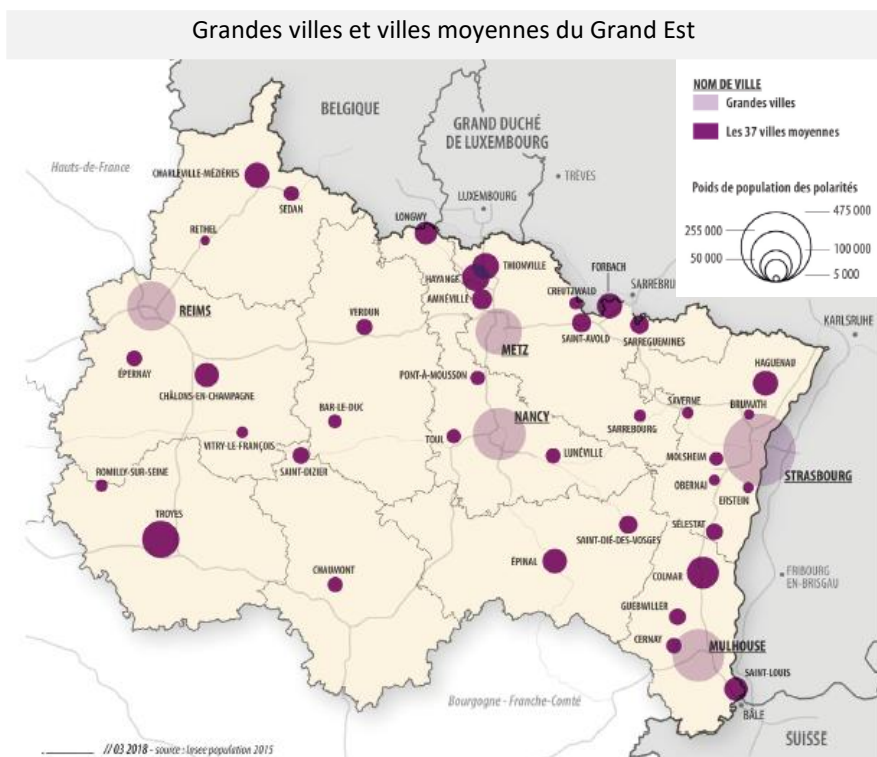 Grandes villes et villes moyennes du Grand Est
NOM DE VILLE
Grandes villes
Les 37 villes moyennes
Poids de population des polarités
475 000
255 000
100 000
50 000
5 000
BELGIQUE
GRAND DUCHÉ
DE LUXEMBOURG
Hauts-de-France
TRÈVES
CHARLEVILLE-MÉZIÈRES
LUXEMBOURG
SEDAN
LONGWY
RETHEL
THIONVILLE
HAYANGE
FORBACH
CREUTZWALD
SARREBRU
AMNÉVILLE
REIMS
VERDUN
KARLSRUHE
SAINT-AVOLD
SARREGUEMINES
METZ
ÉPERNAY
HAGUENAU
PONT-À-MOUSSON
CHÂLONS-EN-CHAMPAGNE
SAVERNE
BRUMATH
BAR-LE-DUC
NANCY
SARREBOURG
VITRY-LE-FRANÇOIS
TOUL
LUNÉVILLE
MOLSHEIM
SAINT-DIZIER
ROMILLY-SUR-SEINE
STRASBOURG
OBERNAI
ERSTEIN
TROYES
SÉLESTAT
SAINT-DIÉ-DES-VOSGES
ÉPINAL
CHAUMONT
COLMAR
FRIBOURG
EN-BRISGAU
GUEBWILLER
CERNAY
MULHOUSE
SAINT-LOUIS
Bourgogne - Franche-Comté
BÂLE
SUISSE
// 03 2018 - source : Insee population 2015